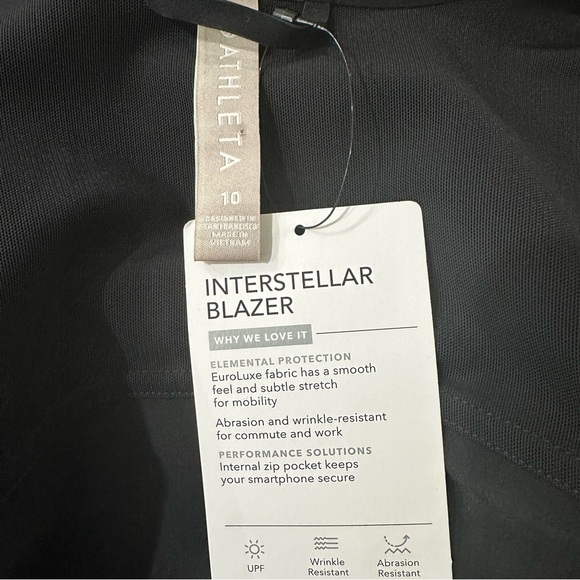 ATHLETA
10
DESIGNED IN
SAN FRANCISCO
MADE IN
VIETNAM
INTERSTELLAR
BLAZER
WHY WE LOVE IT
ELEMENTAL PROTECTION
EuroLuxe fabric has a smooth
feel and subtle stretch
for mobility
Abrasion and wrinkle-resistant
for commute and work
PERFORMANCE SOLUTIONS
Internal zip pocket keeps
your smartphone secure
UPF
Wrinkle
Resistant
Abrasion
Resistant